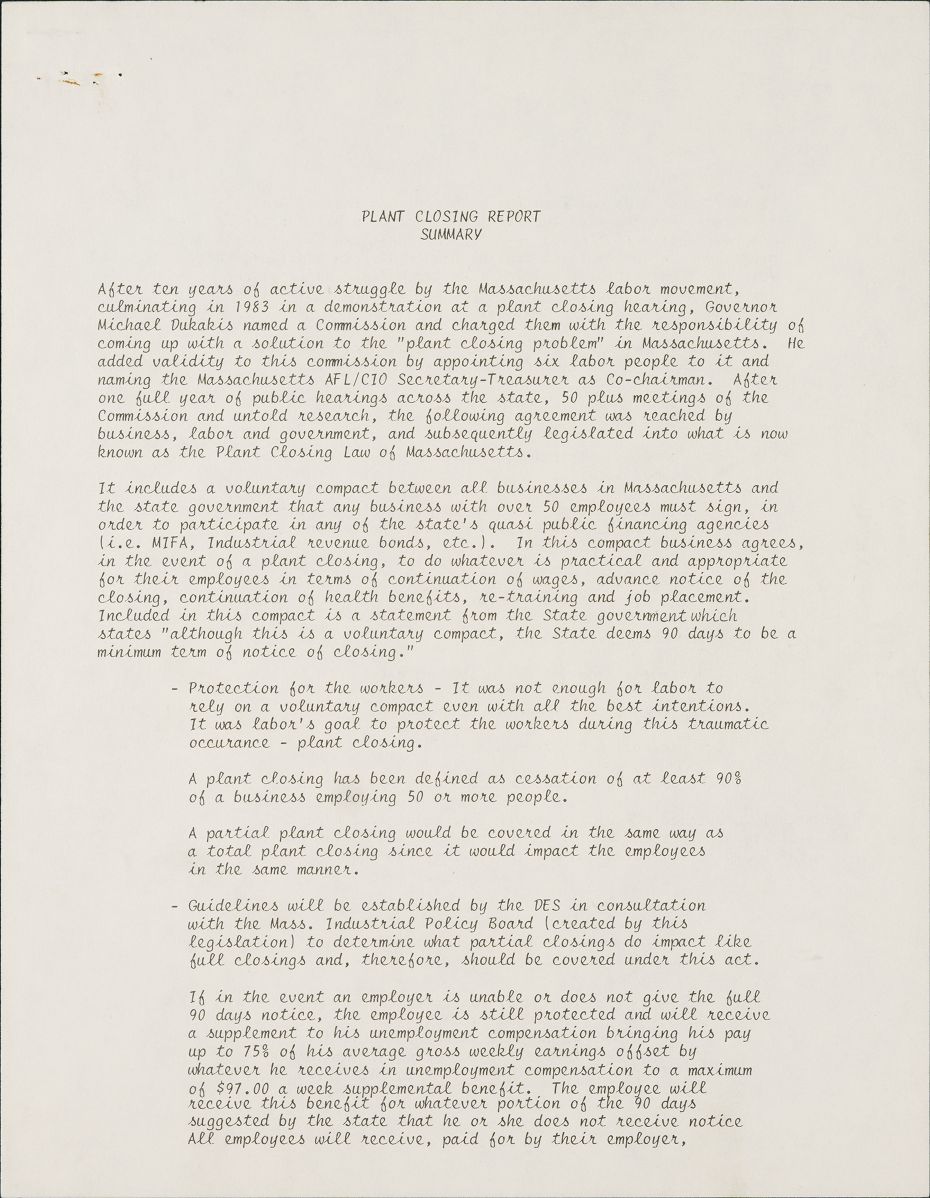 PLANT CLOSING REPORT
SUMMARY
After ten years of active struggle by the Massachusetts labor movement,
culminating in 1983 in a demonstration at a plant closing hearing, Governor
Michael Dukakis named a Commission and charged them with the responsibility of
coming up with a solution to the "plant closing problem" in Massachusetts.  He
added validity to this commission by appointing six labor people to it and
naming the Massachusetts AFL/CIO Secretary-Treasurer as Co-chairman.  After
one full year of public hearings across the state, 50 plus meetings of the
Commission and untold research, the following agreement was reached by
business, labor and government, and subsequently legislated into what is now
known as the Plant Closing Law of Massachusetts.
It includes a voluntary compact between all businesses in Massachusetts and
the state government that any business with over 50 employees must sign, in
order to participate in any of the state's quasi public financing agencies
(i.e. MIFA, Industrial revenue bonds, etc.).  In this compact business agrees,
in the event of a plant closing, to do whatever is practical and appropriate
for their employees in terms of continuation of wages, advance notice of the
closing, continuation of health benefits, re-training and job placement.
Included in this compact is a statement from the State government which
states "although this is a voluntary compact, the State deems 90 days to be a
minimum term of notice of closing."
- Protection for the workers - It was not enough for labor to
rely on a voluntary compact even with all the best intentions.
It was labor's goal to protect the workers during this traumatic
occurance - plant closing.
A plant closing has been defined as cessation of at least 90%
of a business employing 50 or more people.
A partial plant closing would be covered in the same way as
a total plant closing since it would impact the employees
in the same manner.
- Guidelines will be established by the DES in consultation
with the Mass. Industrial Policy Board (created by this
legislation) to determine what partial closings do impact like
full closings and, therefore, should be covered under this act.
If in the event an employer is unable or does not give the full
90 days notice, the employee is still protected and will receive
a supplement to his unemployment compensation bringing his pay
up to 75% of his average gross weekly earnings offset by
whatever he receives in unemployment compensation to a maximum
of $97.00 a week supplemental benefit.  The employee will
receive this benefit for whatever portion of the 90 days
suggested by the state that he or she does not receive notice
All employees will receive, paid for by their employer,